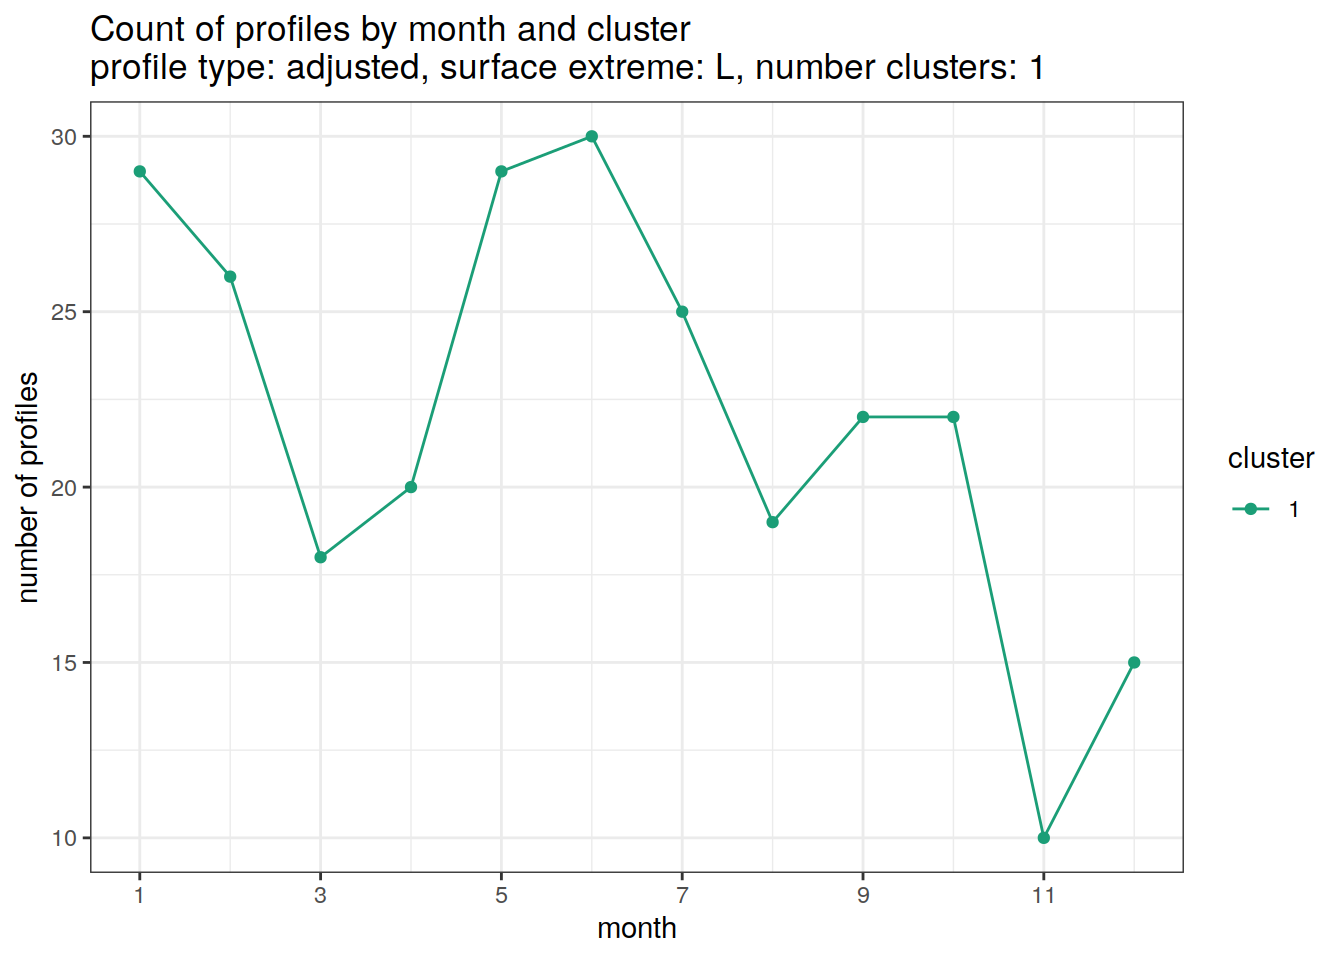 Count of profiles by month and cluster
profile type: adjusted, surface extreme: L, number clusters: 1
30
25
20
15
10
number of profiles
1
3
5
7
9
11
month
cluster
1